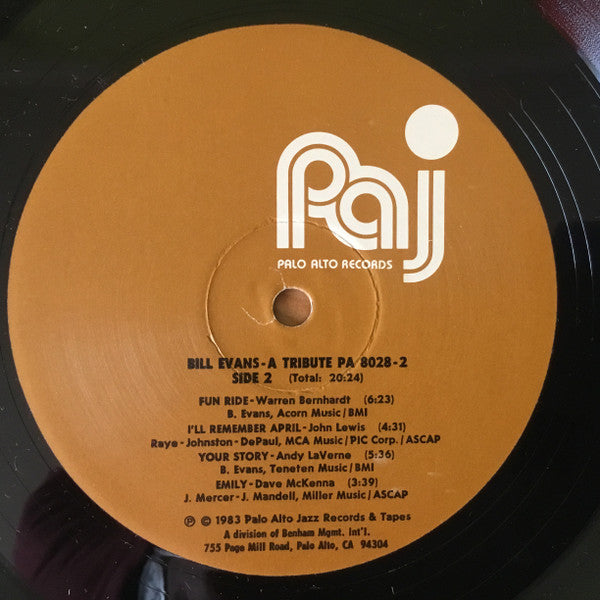 Paj
PALO ALTO RECORDS
BILL EVANS-A TRIBUTE PA 8028-2
SIDE 2 (Total: 20:24)
FUN RIDE-Warren Bernhardt (6:23)
B. Evans, Acorn Music/BMI
I'LL REMEMBER APRIL-John Lewis (4:31)
Raye-Johnston-DePaul, MCA Music/PIC Corp./ASCAP
YOUR STORY-Andy LaVerne (5:36)
B. Evans, Teneten Music/BMI
EMILY-Dave McKenna (3:39)
J. Mercer-J. Mandell, Miller Music/ASCAP
℗ © 1983 Palo Alto Jazz Records & Tapes
A division of Benham Mgmt. Int'l.
755 Page Mill Road, Palo Alto, CA 94304